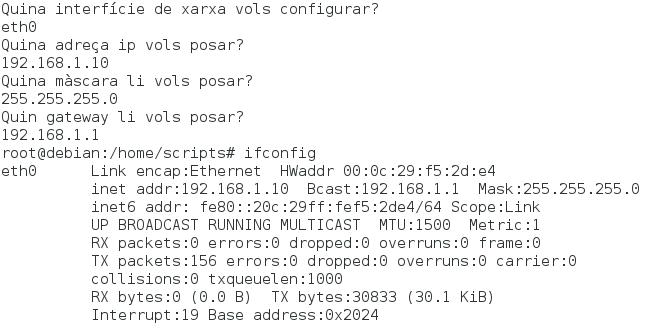 Quina interfície de xarxa vols configurar?
eth0
Quina adreça ip vols posar?
192.168.1.10
Quina màscara li vols posar?
255.255.255.0
Quin gateway li vols posar?
192.168.1.1
root@debian:/home/scripts# ifconfig
eth0      Link encap:Ethernet  HWaddr 00:0c:29:f5:2d:e4
          inet addr:192.168.1.10  Bcast:192.168.1.1  Mask:255.255.255.0
          inet6 addr: fe80::20c:29ff:fef5:2de4/64 Scope:Link
          UP BROADCAST RUNNING MULTICAST  MTU:1500  Metric:1
          RX packets:0 errors:0 dropped:0 overruns:0 frame:0
          TX packets:156 errors:0 dropped:0 overruns:0 carrier:0
          collisions:0 txqueuelen:1000
          RX bytes:0 (0.0 B)  TX bytes:30833 (30.1 KiB)
          Interrupt:19 Base address:0x2024